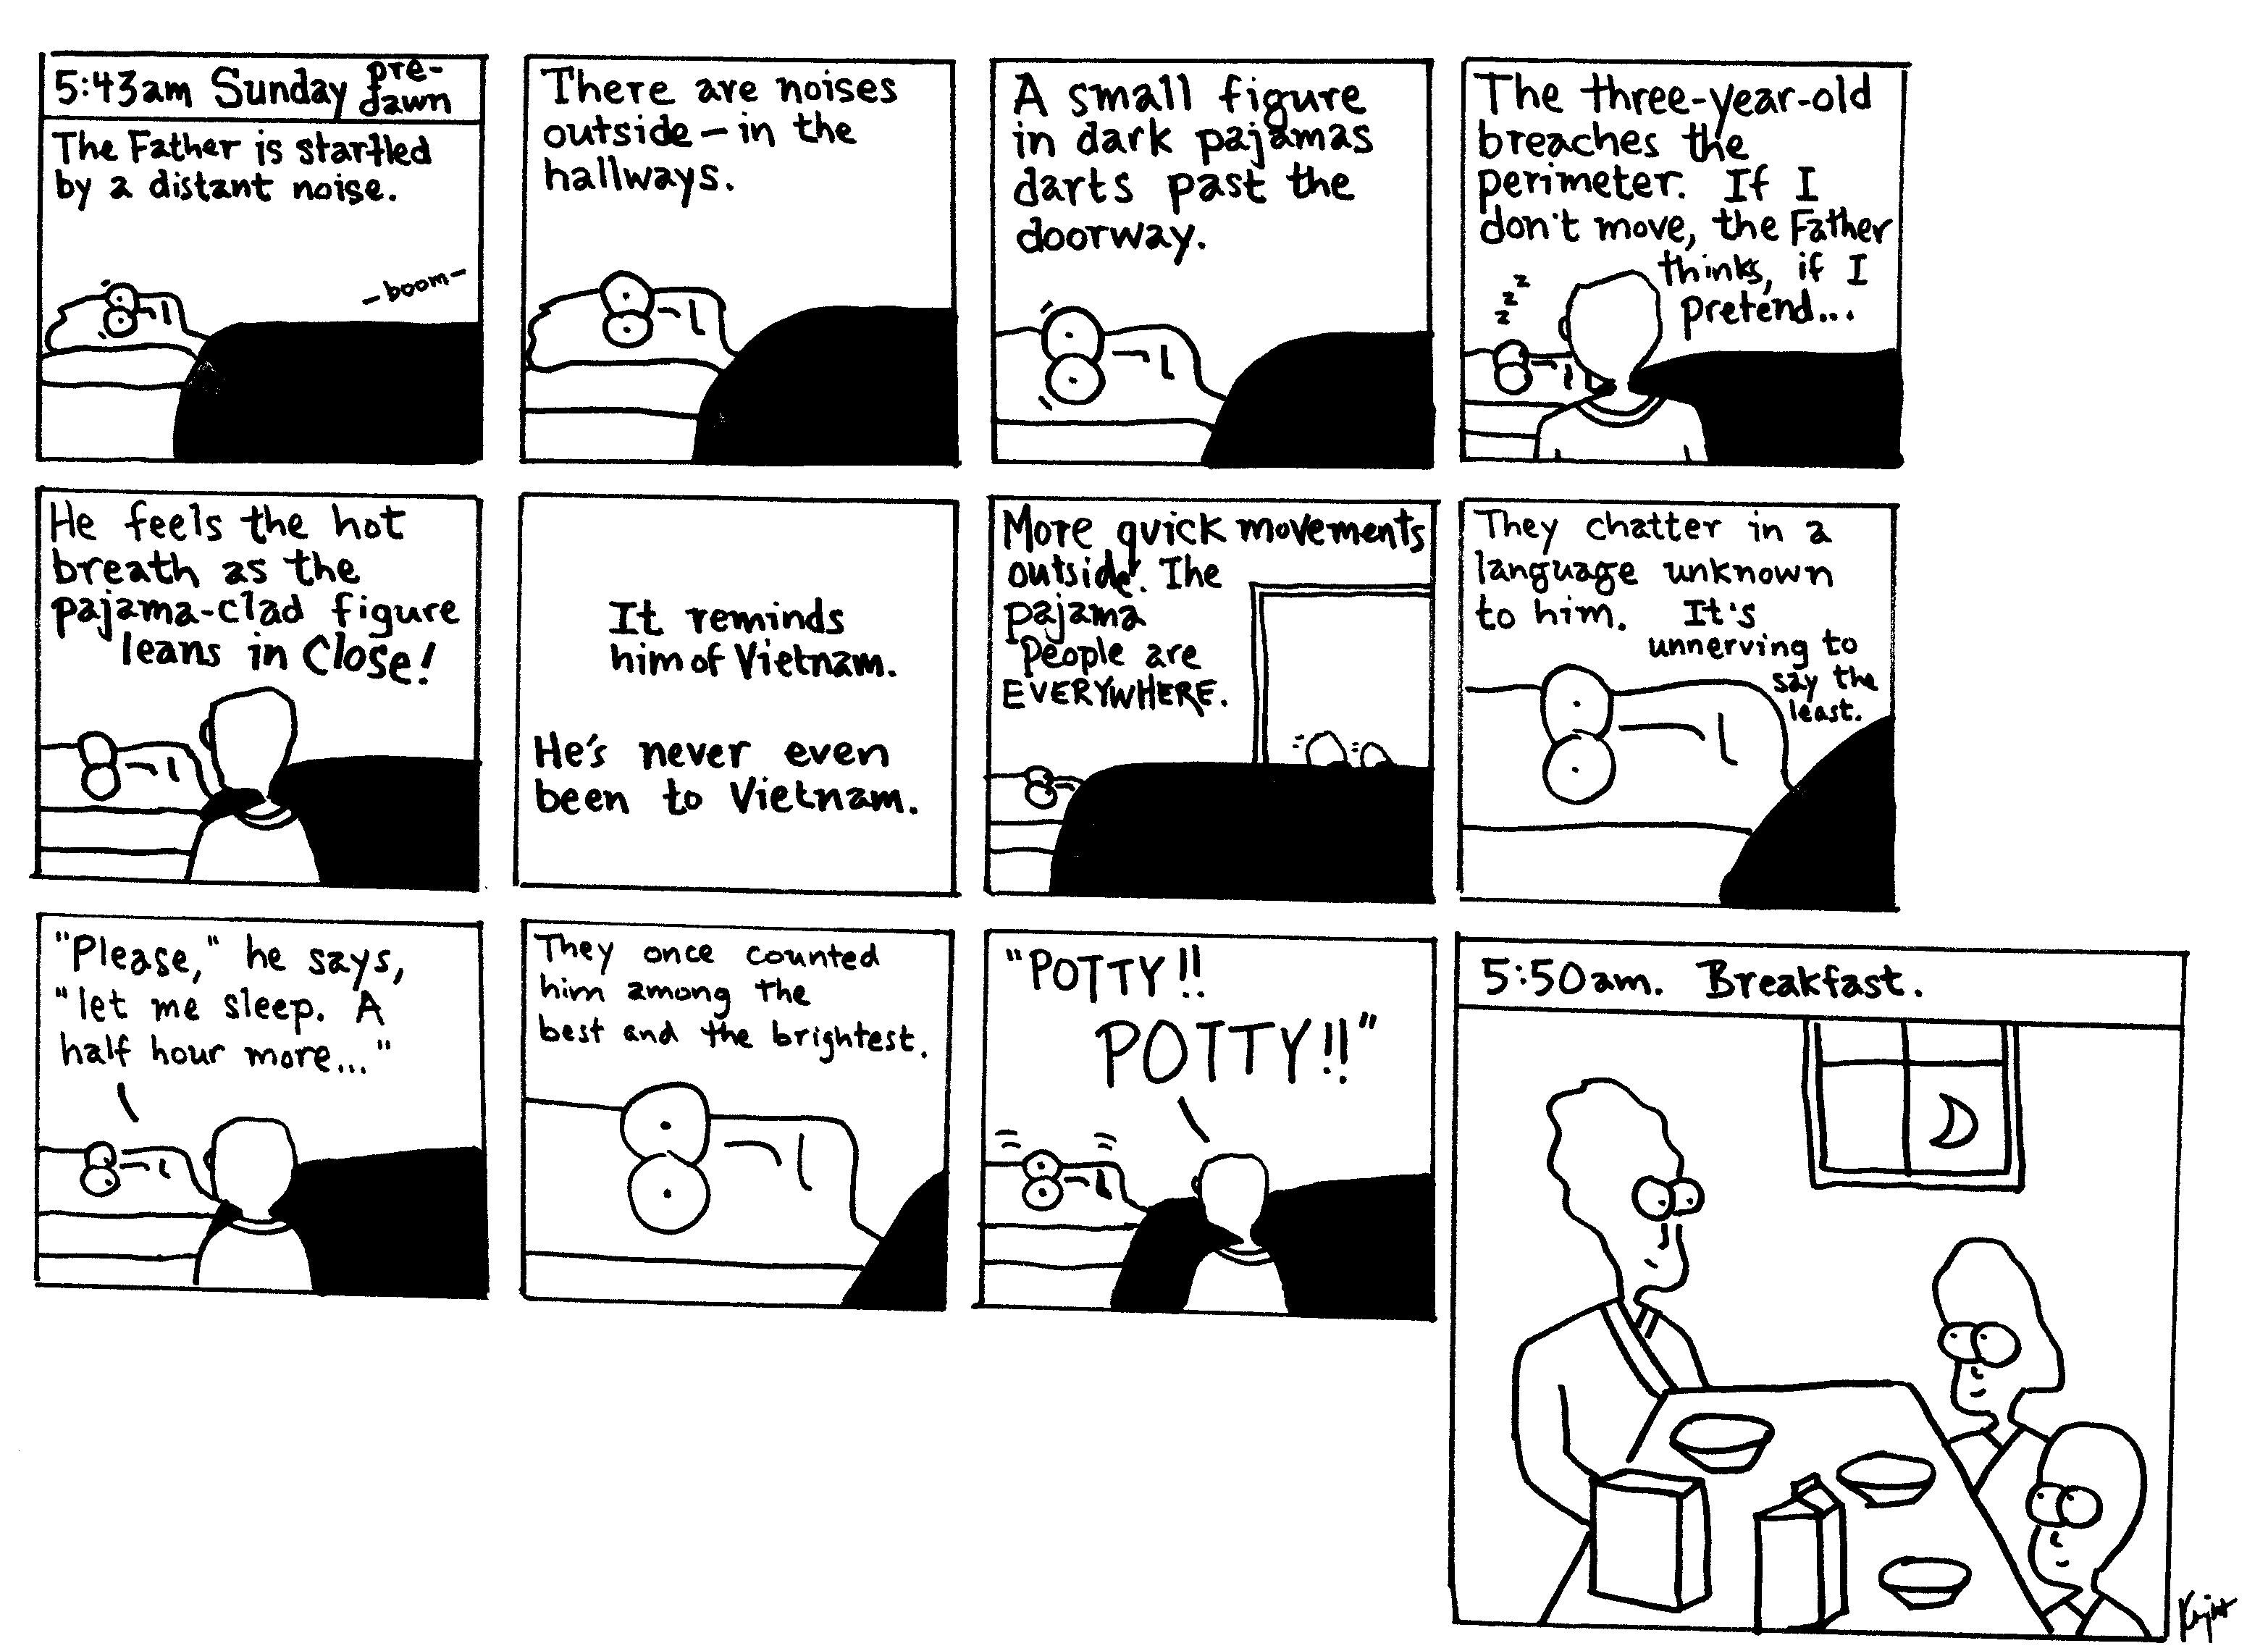 5:43am Sunday pre-
dawn
The Father is startled
by a distant noise.
-boom-
There are noises
outside - in the
hallways.
A small figure
in dark pajamas
darts past the
doorway.
The three-year-old
breaches the
perimeter. If I
don't move, the Father
thinks, if I
pretend...
z
z
z
He feels the hot
breath as the
pajama-clad figure
leans in Close!
It reminds
him of Vietnam.
He's never even
been to Vietnam.
More quick movements
outside. The
pajama
People are
EVERYWHERE.
They chatter in a
language unknown
to him. It's
unnerving to
say the
least.
"Please," he says,
"let me sleep. A
half hour more..."
They once counted
him among the
best and the brightest.
"POTTY!!
POTTY!!"
5:50am. Breakfast.